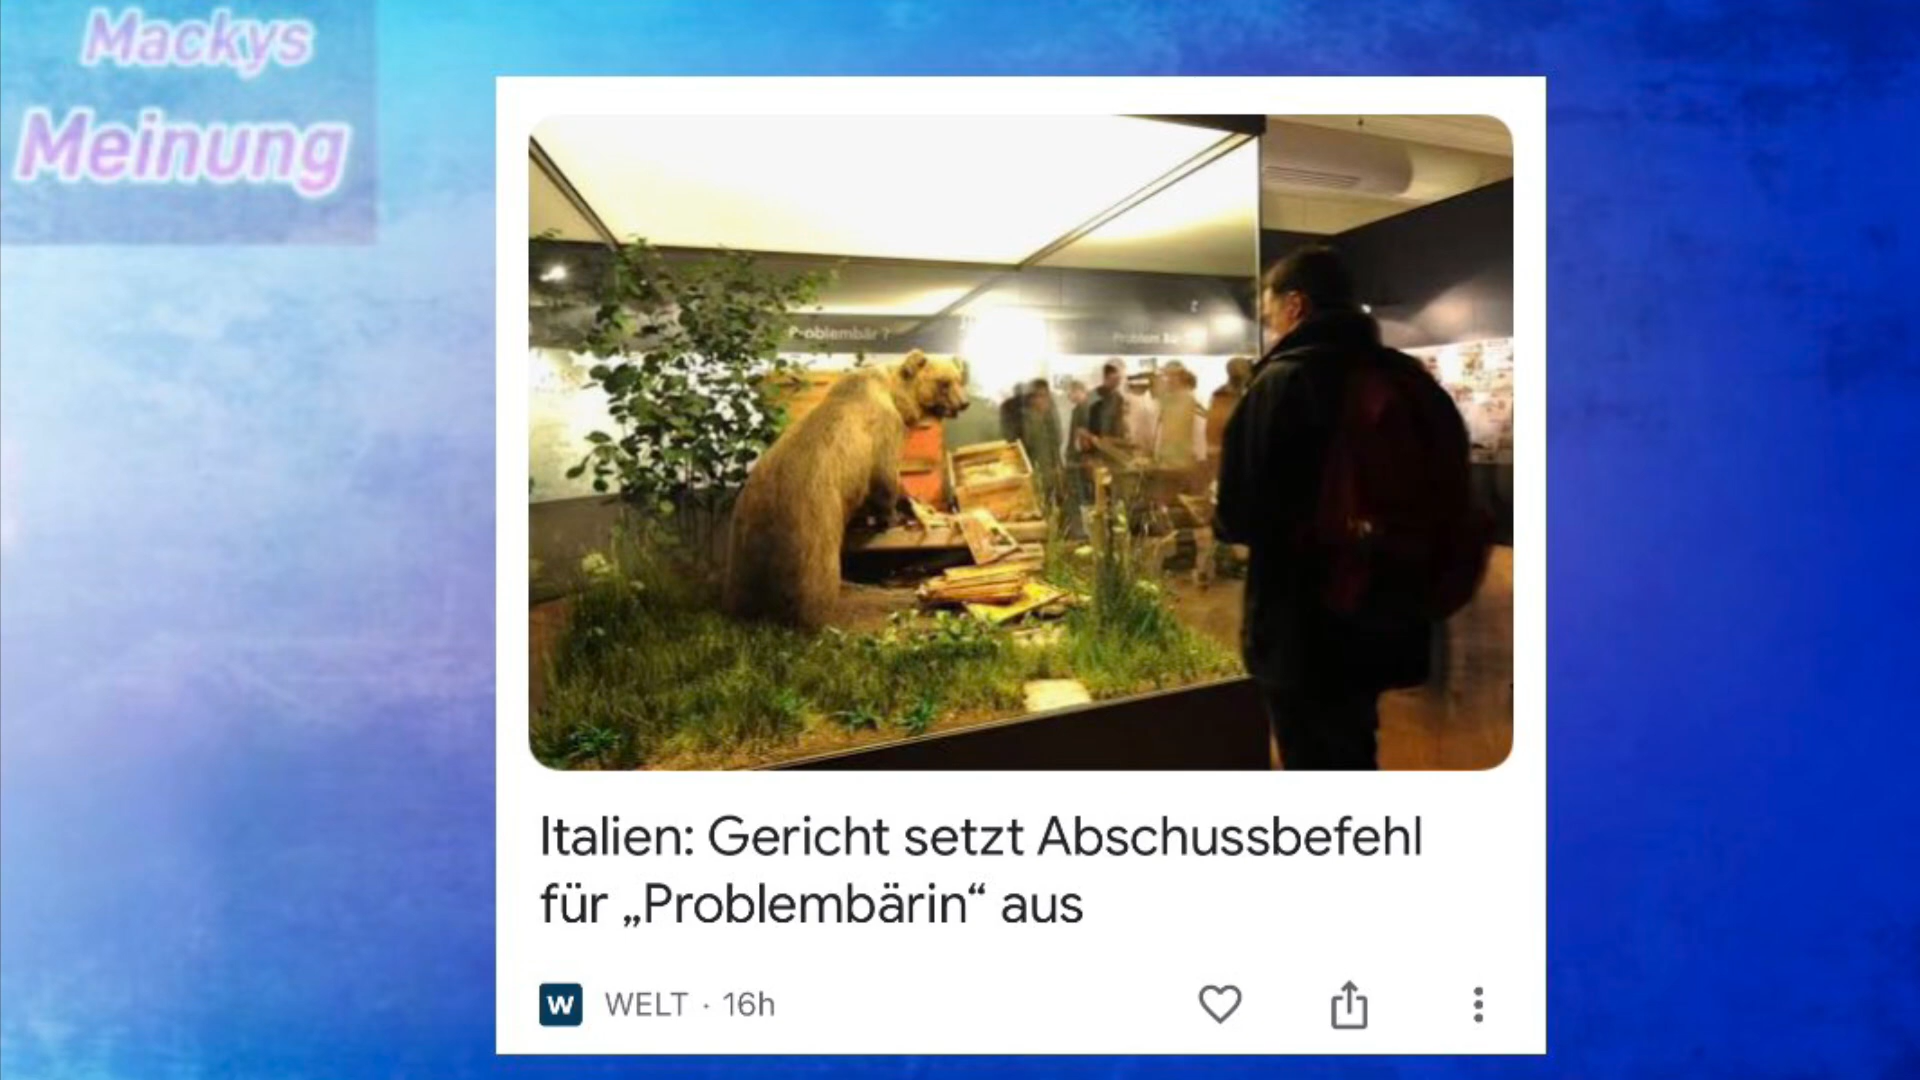 Mackys
Meinung
Problembär ?
Italien: Gericht setzt Abschussbefehl
für „Problembärin“ aus
W WELT · 16h